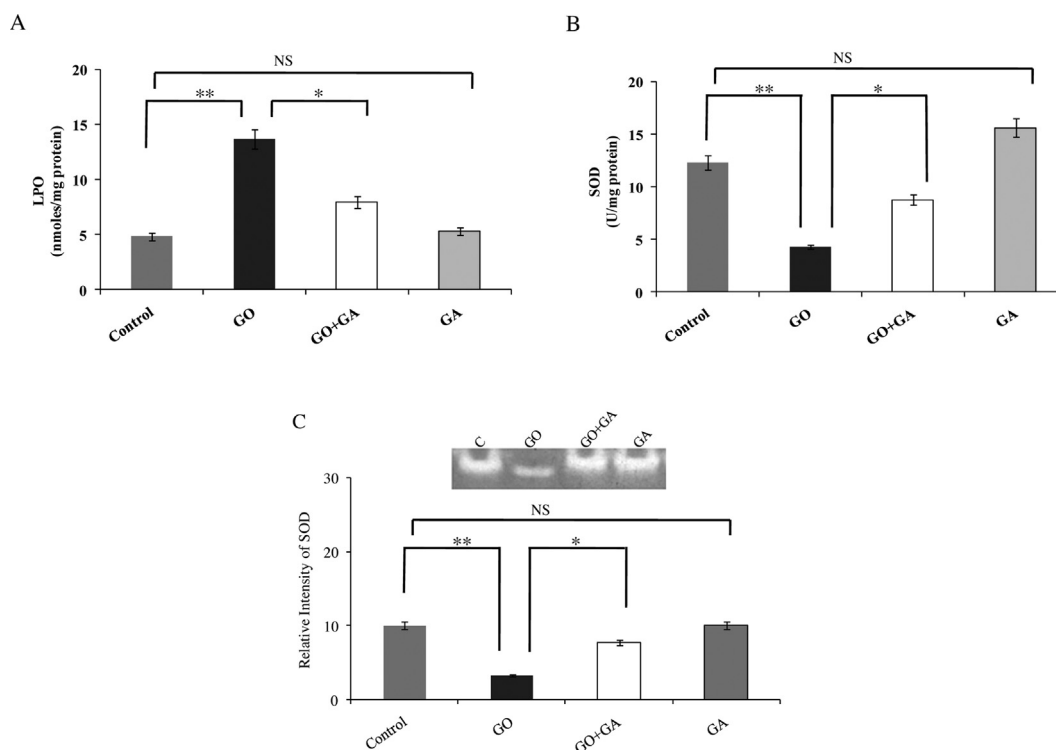 A
NS
20
**
*
15
LPO
(nmoles/mg protein)
10
5
0
Control
GO
GO+GA
GA
B
NS
20
**
*
15
SOD
(U/mg protein)
10
5
0
Control
GO
GO+GA
GA
C
C
GO
GO+GA
GA
30
NS
Relative Intensity of SOD
20
**
*
10
0
Control
GO
GO+GA
GA